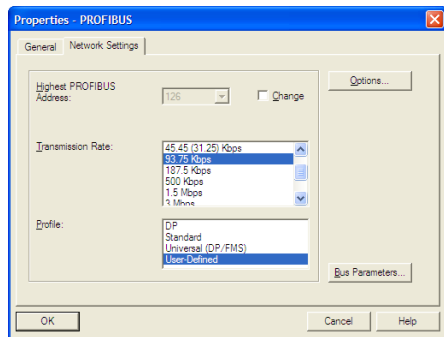 Properties - PROFIBUS
General Network Settings
Highest PROFIBUS
Address:
126
Change
Options...
Transmission Rate:
45.45 (31.25) Kbps
93.75 Kbps
187.5 Kbps
500 Kbps
1.5 Mbps
3 Mbps
Profile:
DP
Standard
Universal (DP/FMS)
User-Defined
Bus Parameters...
OK Cancel Help